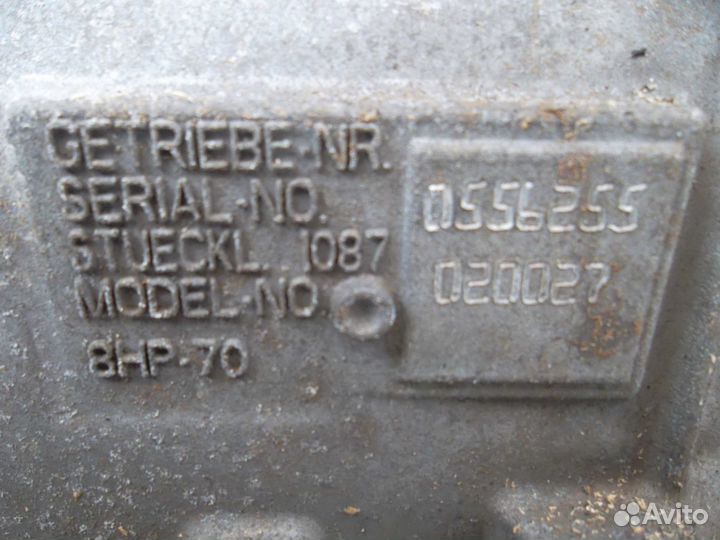 GETRIEBE-NR.
SERIAL-NO. 0556255
STUECKL. 1087
MODEL-NO. 020027
8HP-70
Avito